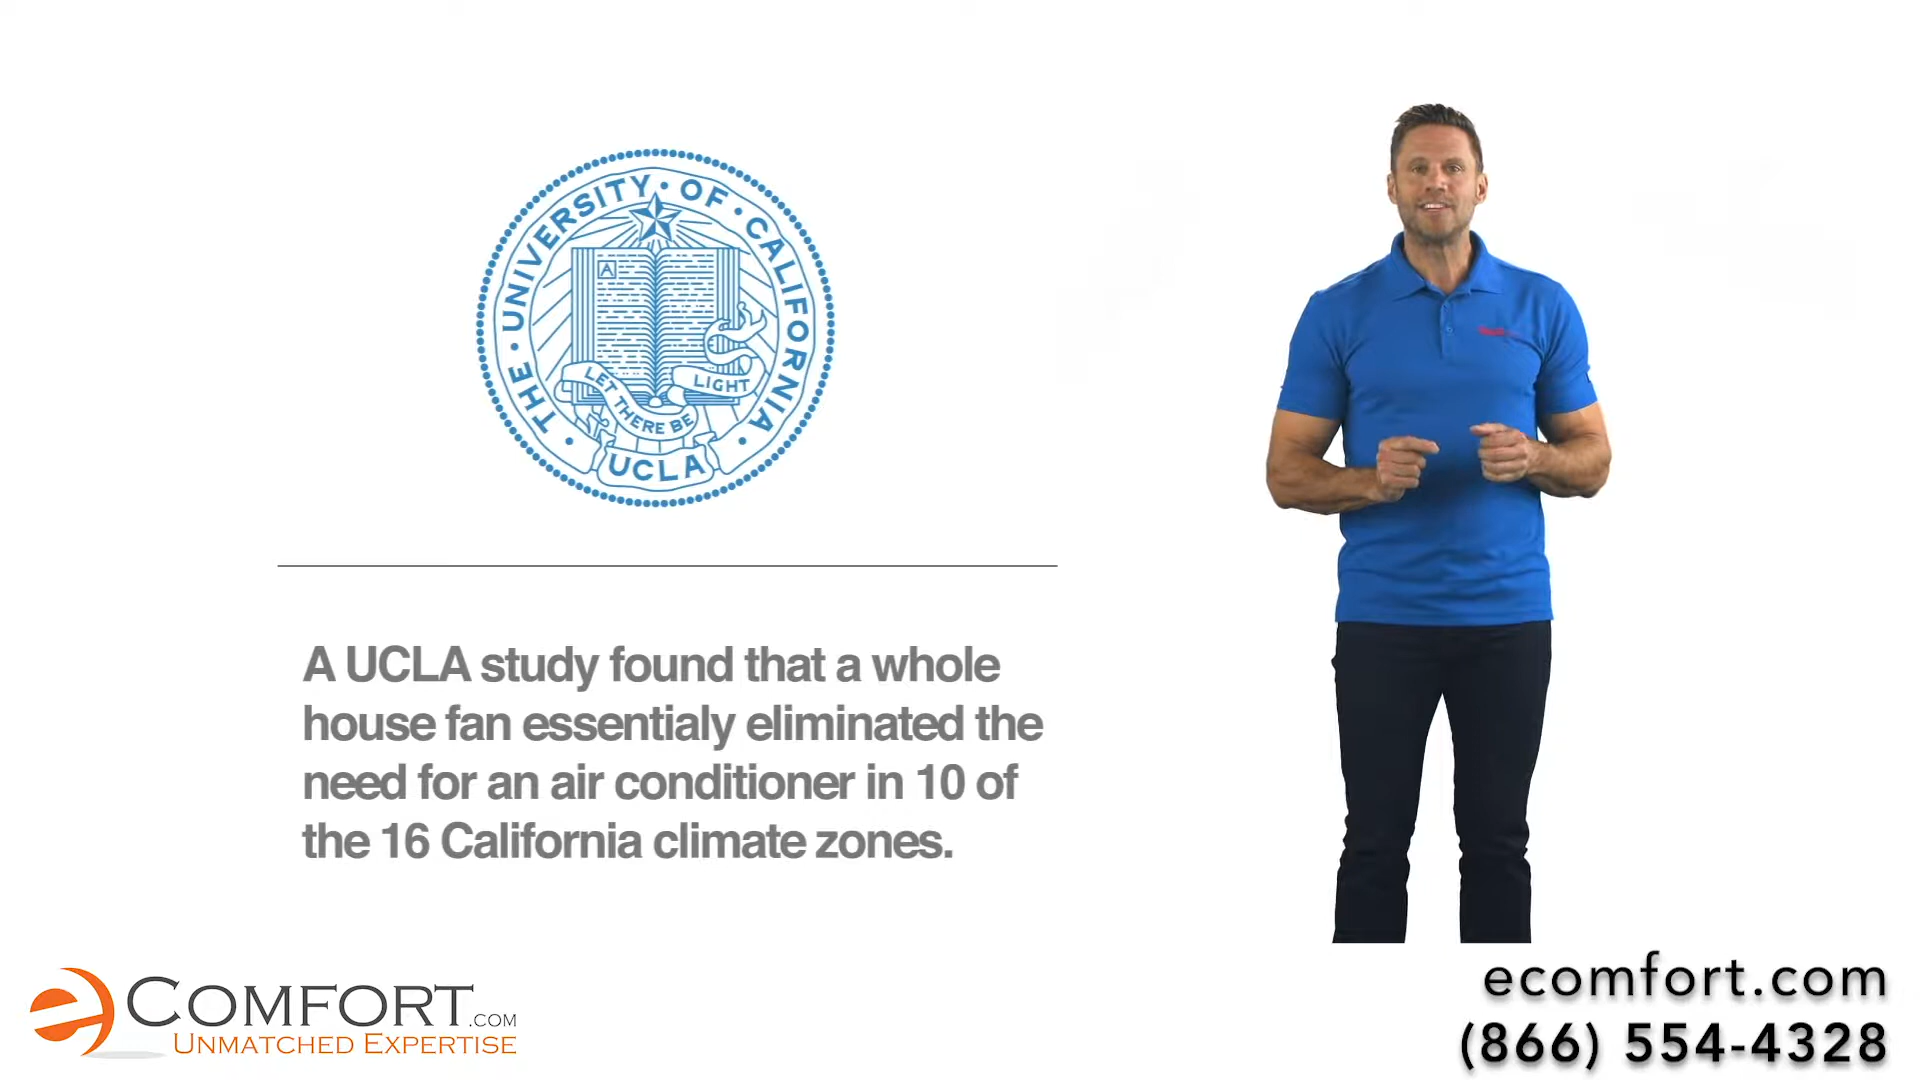 THE · UNIVERSITY · OF · CALIFORNIA
A
LET THERE BE LIGHT
UCLA
A UCLA study found that a whole
house fan essentialy eliminated the
need for an air conditioner in 10 of
the 16 California climate zones.
eComfort.com
Unmatched Expertise
ecomfort.com
(866) 554-4328